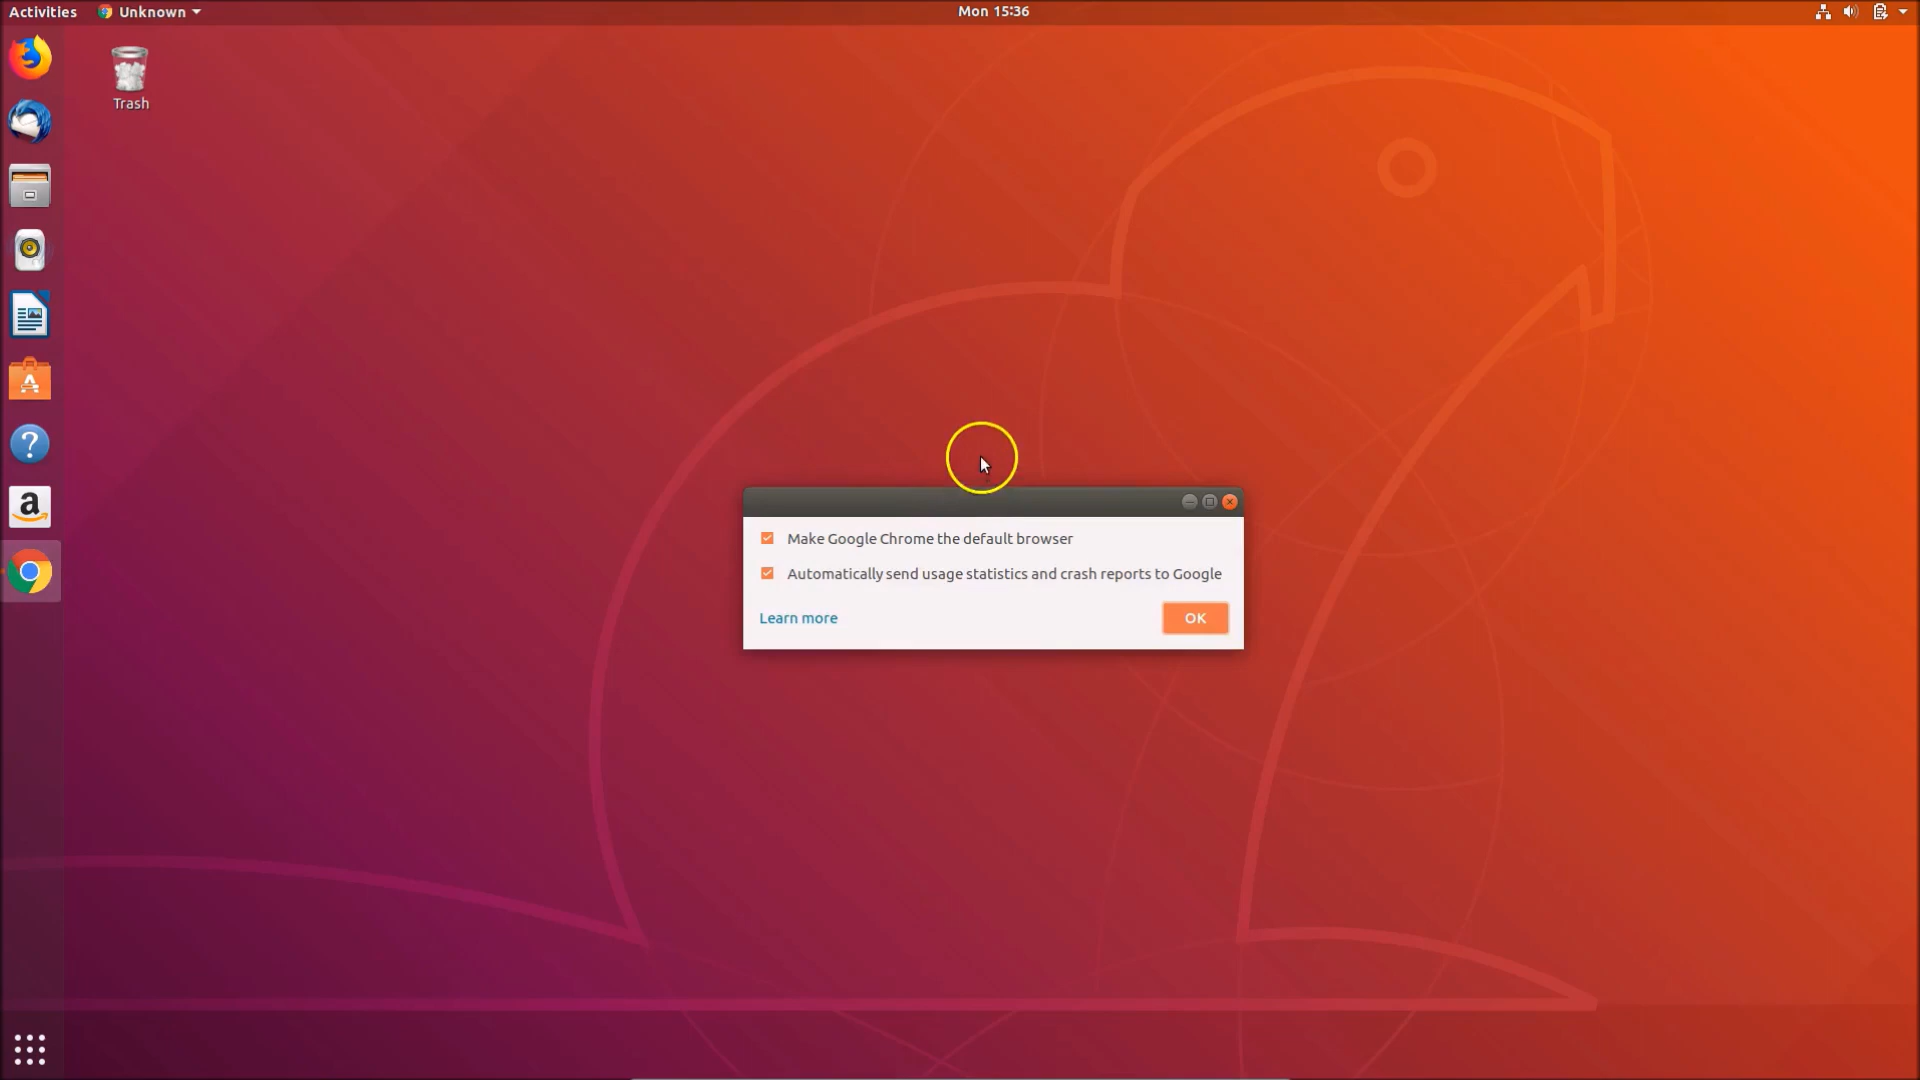 Activities Unknown Mon 15:36
Trash
Make Google Chrome the default browser
Automatically send usage statistics and crash reports to Google
Learn more OK